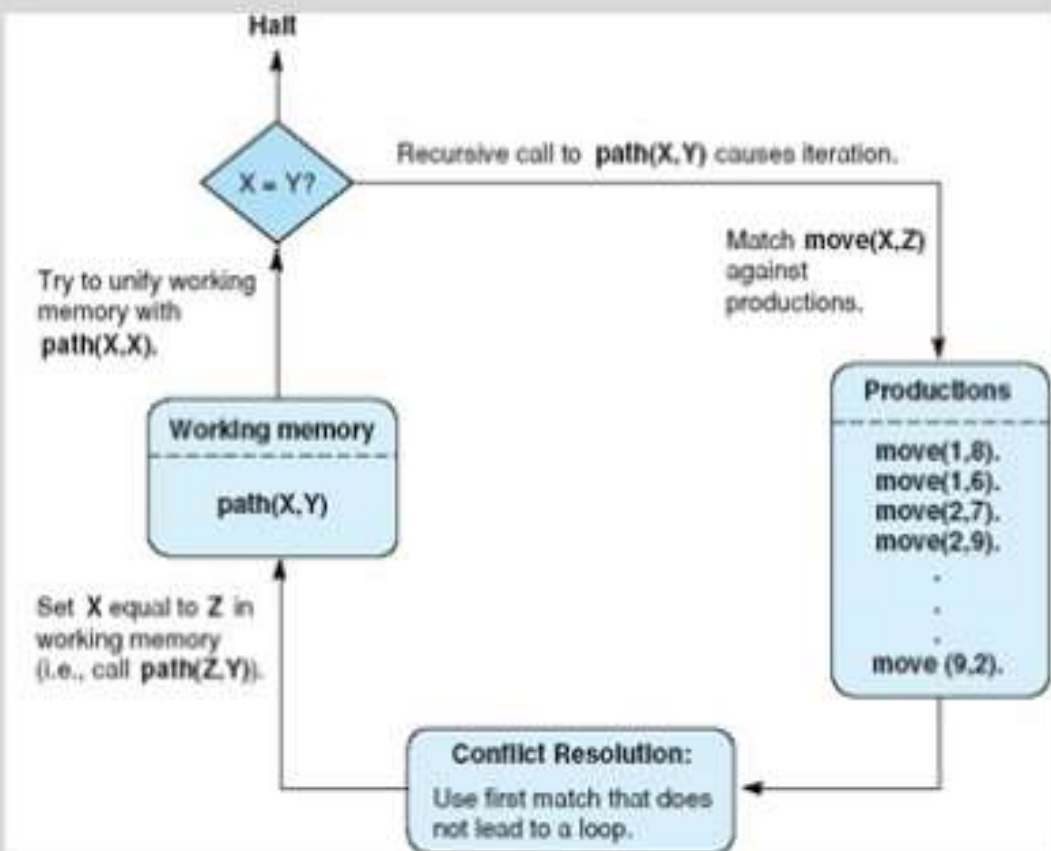 Halt
X = Y?
Recursive call to path(X,Y) causes iteration.
Match move(X,Z)
against
productions.
Try to unify working
memory with
path(X,X).
Productions
move(1,8).
move(1,6).
move(2,7).
move(2,9).
.
.
.
move (9,2).
Working memory
path(X,Y)
Set X equal to Z in
working memory
(i.e., call path(Z,Y)).
Conflict Resolution:
Use first match that does
not lead to a loop.